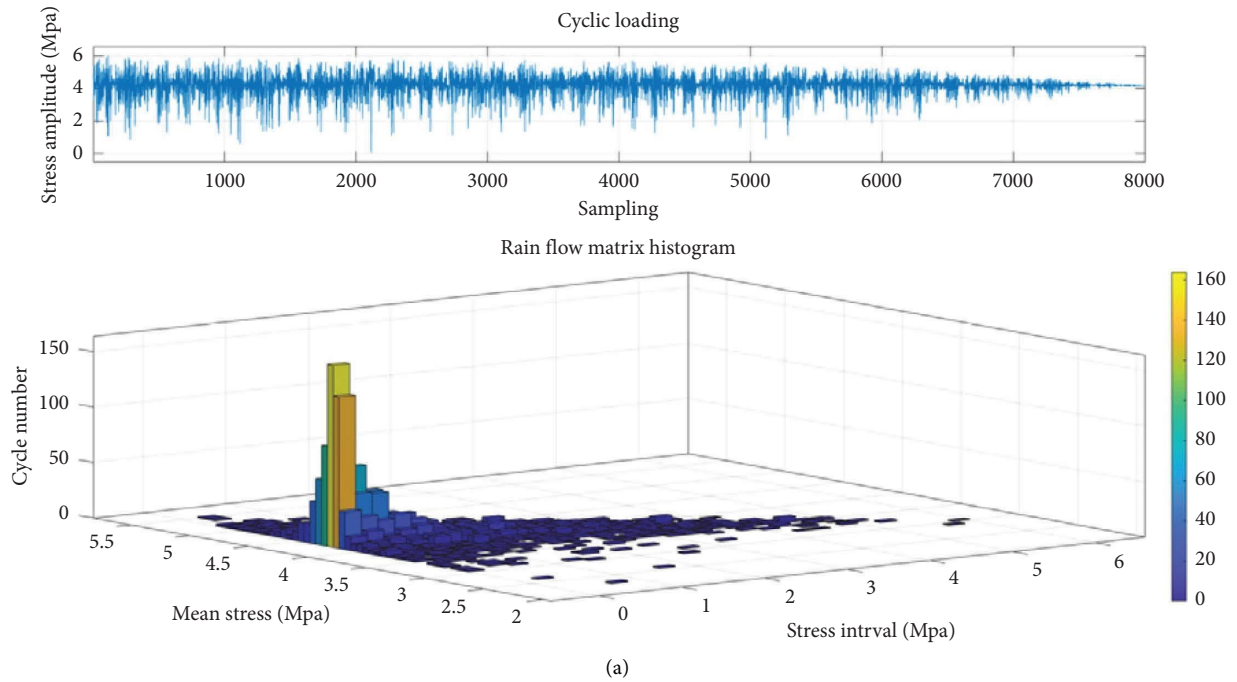 Cyclic loading
Stress amplitude (Mpa)
6
4
2
0
1000 2000 3000 4000 5000 6000 7000 8000
Sampling
Rain flow matrix histogram
Cycle number
150
100
50
0
5.5 5 4.5 4 3.5 3 2.5 2
Mean stress (Mpa)
0 1 2 3 4 5 6
Stress intrval (Mpa)
160
140
120
100
80
60
40
20
0
(a)